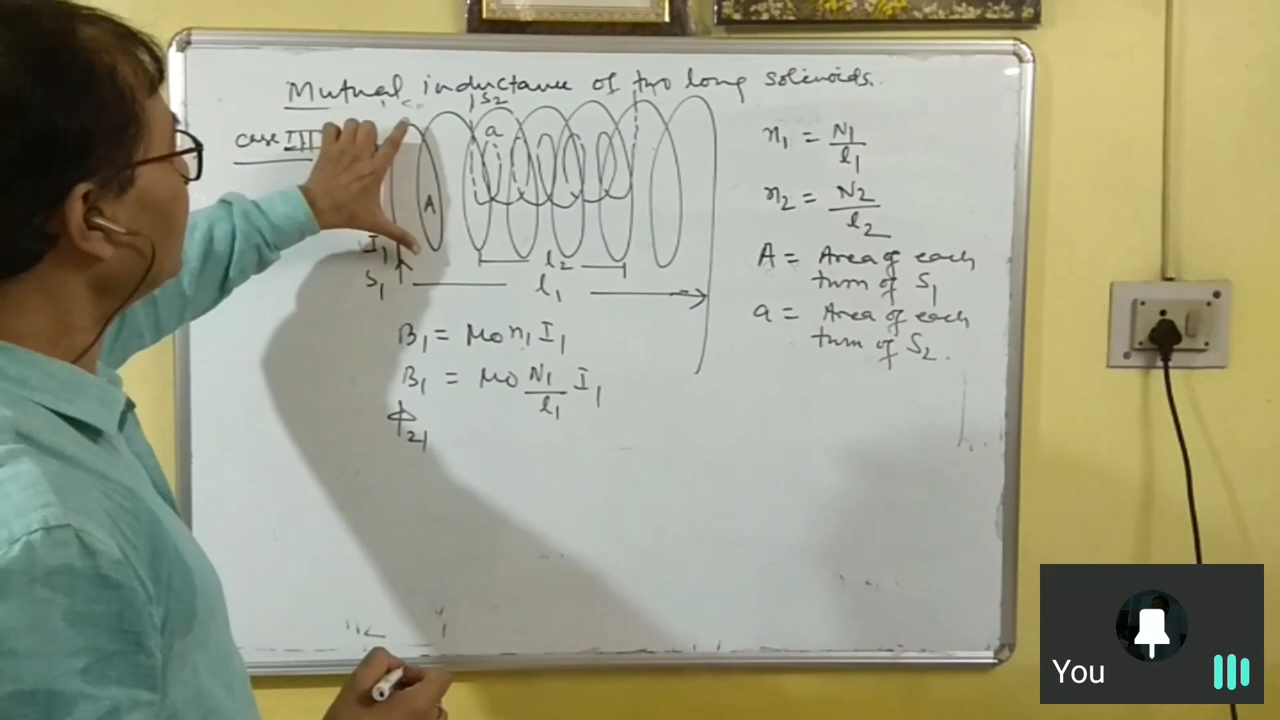 Mutual inductance of two long solenoids.
case III
S2
a
A
I1
S1
l2
l1
B1 = μ0 n1 I1
B1 = μ0 N1/l1 I1
ϕ21
n1 = N1/l1
n2 = N2/l2
A = Area of each
turn of S1
a = Area of each
turn of S2.
You